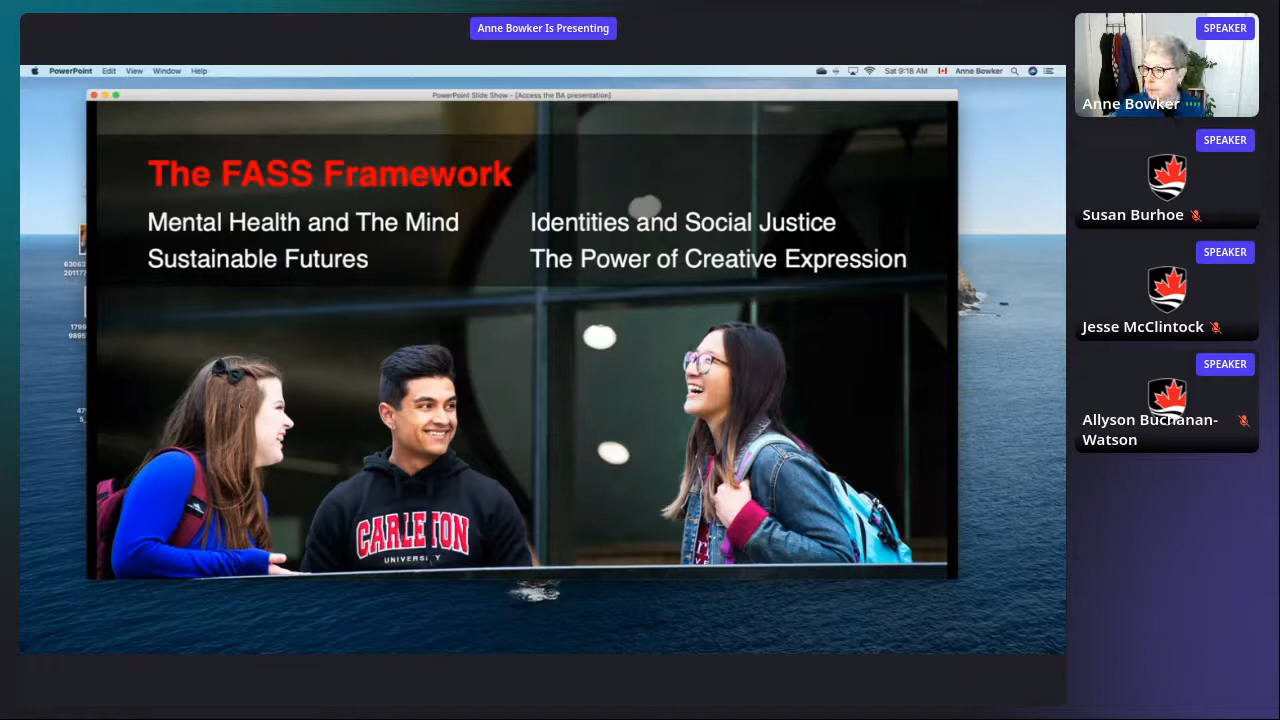 Anne Bowker Is Presenting
PowerPoint Edit View Window Help
Sat 9:18 AM Anne Bowker
PowerPoint Slide Show - [Access the BA presentation]
The FASS Framework
Mental Health and The Mind
Identities and Social Justice
Sustainable Futures
The Power of Creative Expression
CARLETON
UNIVERSITY
SPEAKER
Anne Bowker
SPEAKER
Susan Burhoe
SPEAKER
Jesse McClintock
SPEAKER
Allyson Buchanan-
Watson